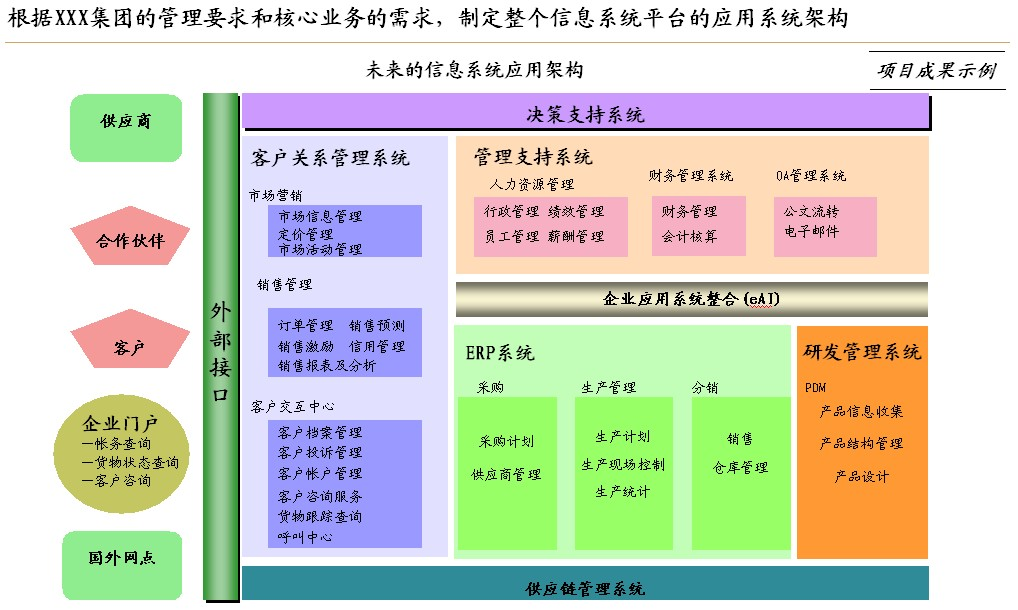 根据XXX集团的管理要求和核心业务的需求，制定整个信息系统平台的应用系统架构
未来的信息系统应用架构
项目成果示例
供应商
合作伙伴
客户
企业门户
—帐务查询
—货物状态查询
—客户咨询
国外网点
外部接口
决策支持系统
客户关系管理系统
市场营销
市场信息管理
定价管理
市场活动管理
销售管理
订单管理 销售预测
销售激励 信用管理
销售报表及分析
客户交互中心
客户档案管理
客户投诉管理
客户帐户管理
客户咨询服务
货物跟踪查询
呼叫中心
管理支持系统
人力资源管理
行政管理 绩效管理
员工管理 薪酬管理
财务管理系统
财务管理
会计核算
OA管理系统
公文流转
电子邮件
企业应用系统整合(eAI)
ERP系统
采购
采购计划
供应商管理
生产管理
生产计划
生产现场控制
生产统计
分销
销售
仓库管理
研发管理系统
PDM
产品信息收集
产品结构管理
产品设计
供应链管理系统